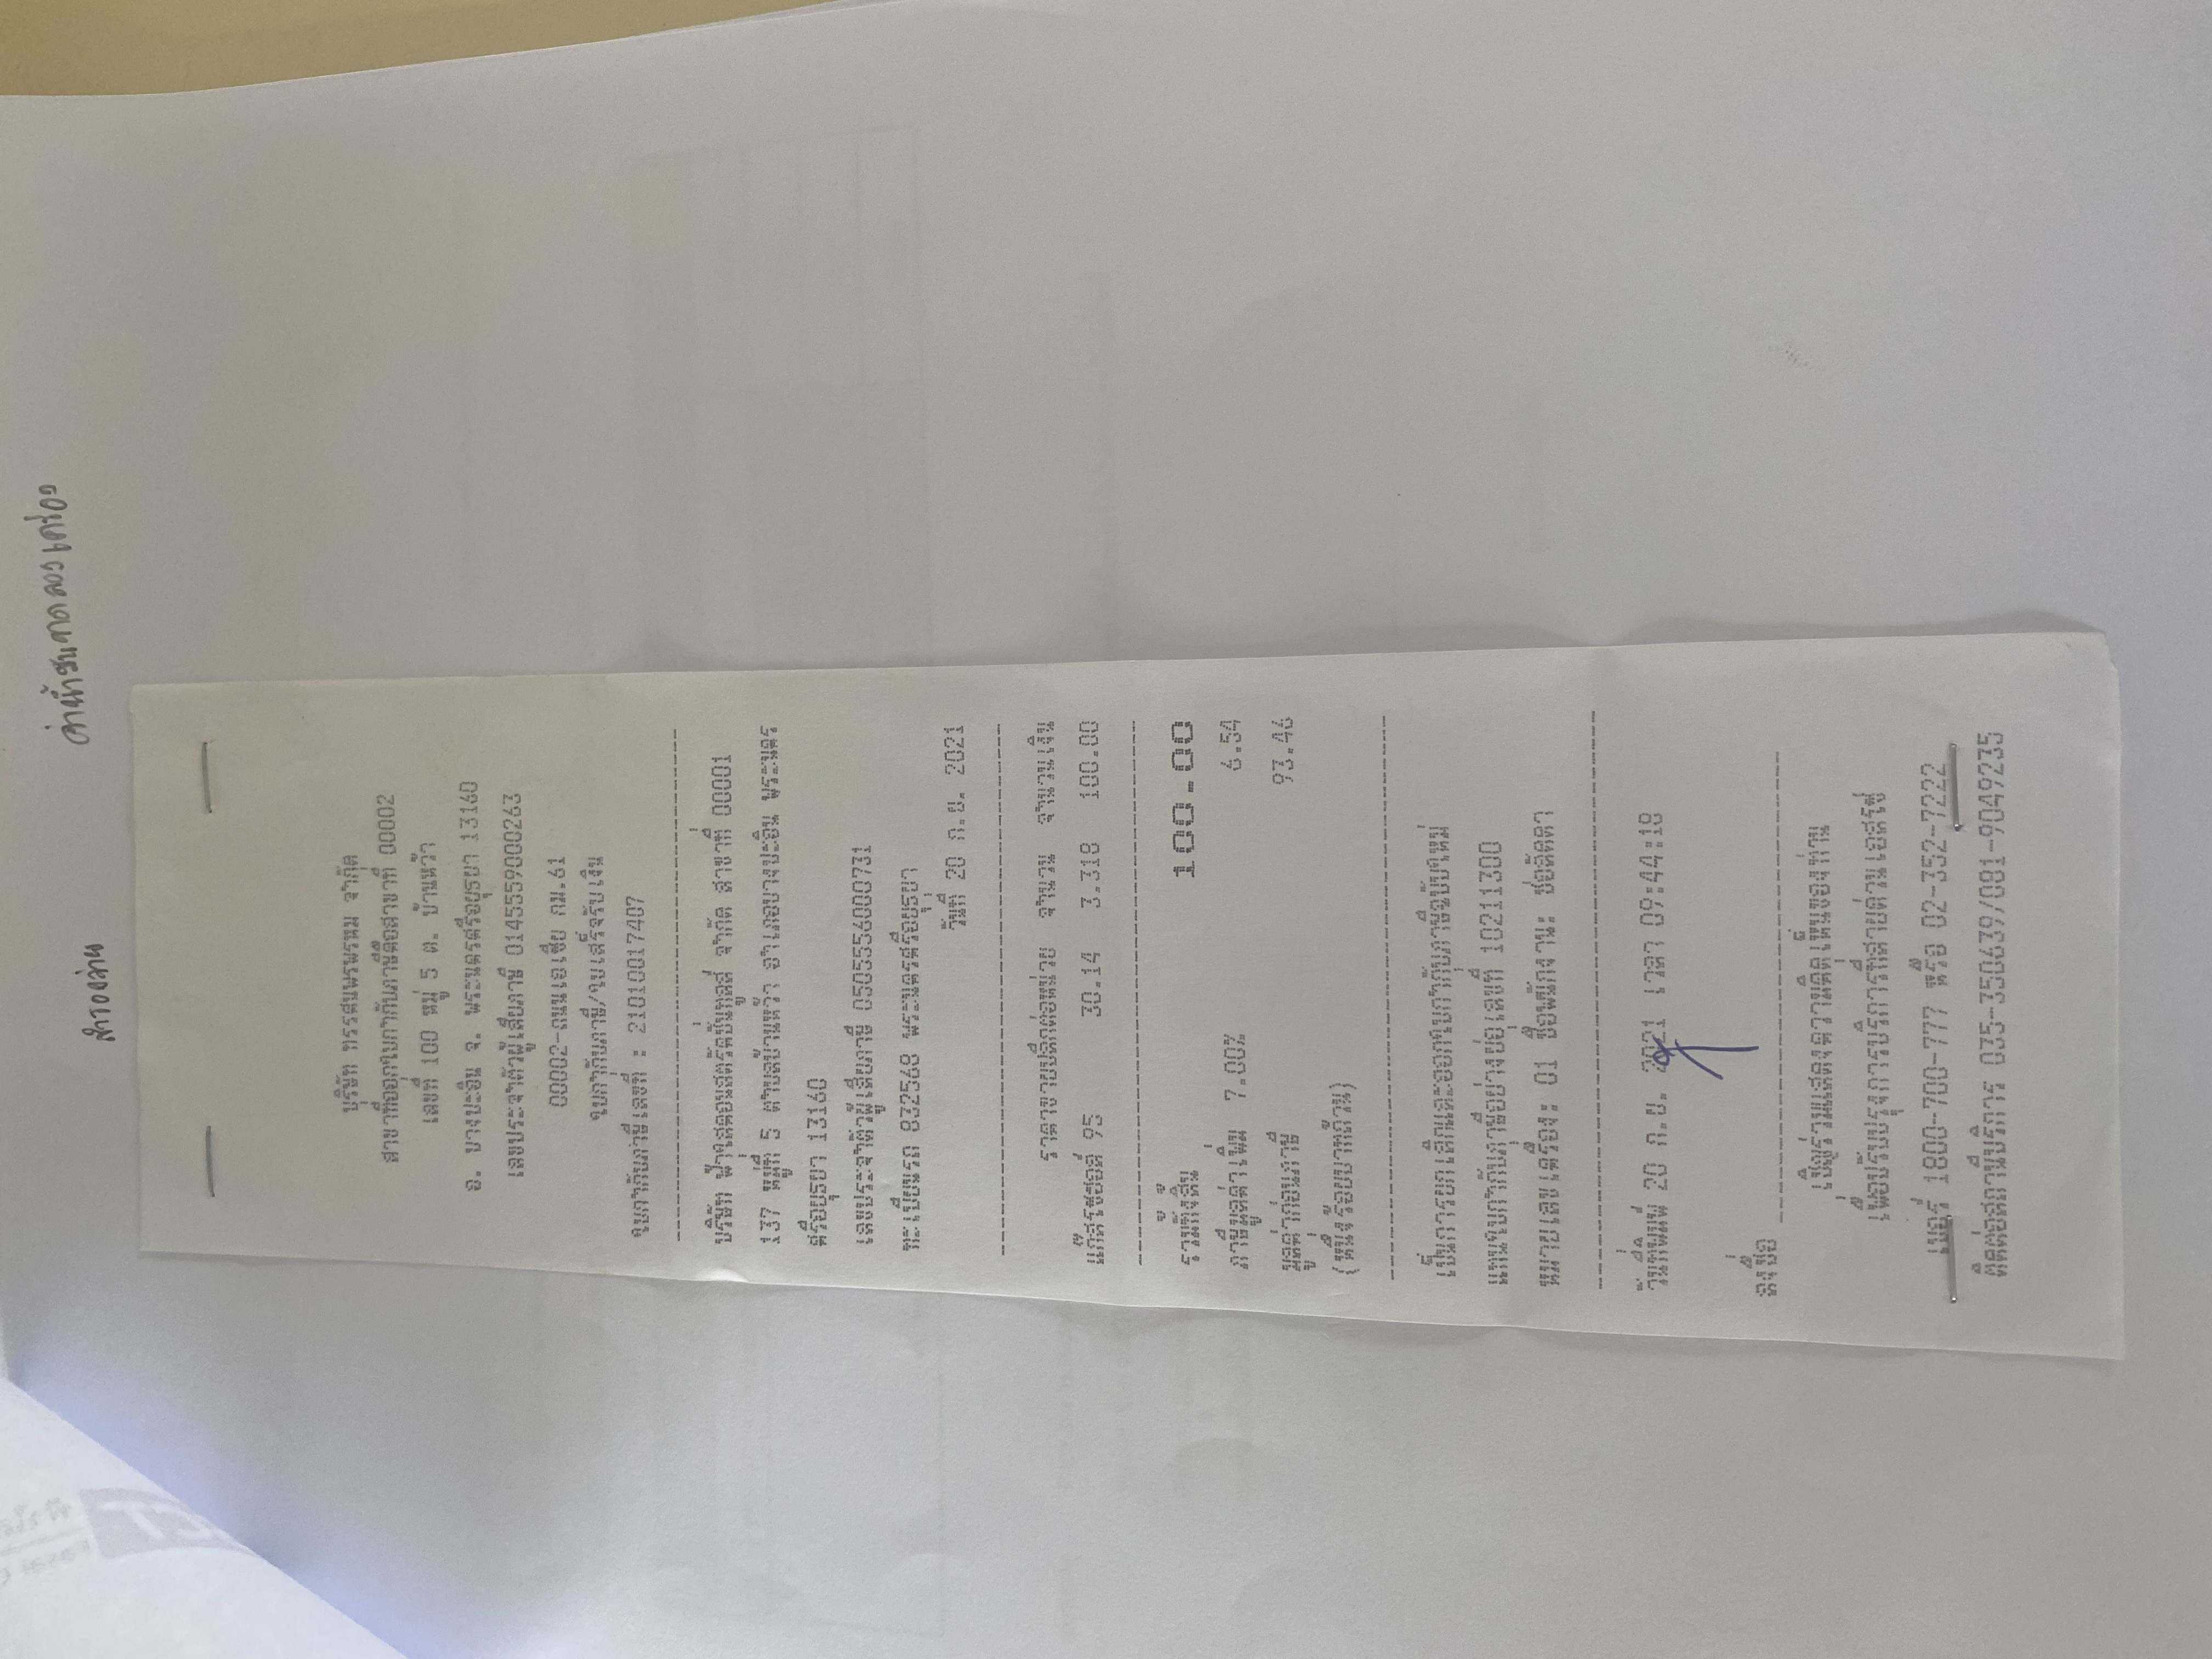 สำรองจ่าย
ค่าน้ำมันทดลองเครื่อง
บริษัท ทรรศนพรพรหม จำกัด
สาขาที่ออกใบกำกับภาษีคือสาขาที่ 00002
เลขที่ 100 หมู่ 5 ต. บ้านหว้า
อ. บางปะอิน จ. พระนครศรีอยุธยา 13160
เลขประจำตัวผู้เสียภาษี 0145559000263
00002-ถนนเอเชีย กม.61
ใบกำกับภาษี/ใบเสร็จรับเงิน
ใบกำกับภาษีเลขที่ : 21010017407
บริษัท ฟ้าใสคอนสตรัคชั่นทูลส์ จำกัด สาขาที่ 00001
137 หมู่ที่ 5 ตำบลบ้านหว้า อำเภอบางปะอิน พระนคร
ศรีอยุธยา 13160
เลขประจำตัวผู้เสียภาษี 0505556000731
ทะเบียนรถ 832568 พระนครศรีอยุธยา
วันที่ 20 ก.ย. 2021
ราคาขายปลีกต่อหน่วย จำนวน จำนวนเงิน
แก๊สโซฮอล์ 95 30.14 3.318 100.00
รวมทั้งสิ้น 100.00
ภาษีมูลค่าเพิ่ม 7.00% 6.54
มูลค่าก่อนภาษี 93.46
(หนึ่งร้อยบาทถ้วน)
เป็นการยกเลิกและออกใบกำกับภาษีฉบับใหม่
แทนใบกำกับภาษีอย่างย่อเลขที่ 10211300
หมายเลขเครื่อง: 01 ชื่อพนักงาน: ช่อลัดดา
วันที่พิมพ์ 20 ก.ย. 2021 เวลา 09:44:18
ลงชื่อ
เชิญร่วมแสดงความคิดเห็นของท่าน
เพื่อปรับปรุงการบริการที่สายด่วนเอสโซ่
เบอร์ 1800-700-777 หรือ 02-352-7222
ติดต่อสถานีบริการ 035-350639/081-9049235